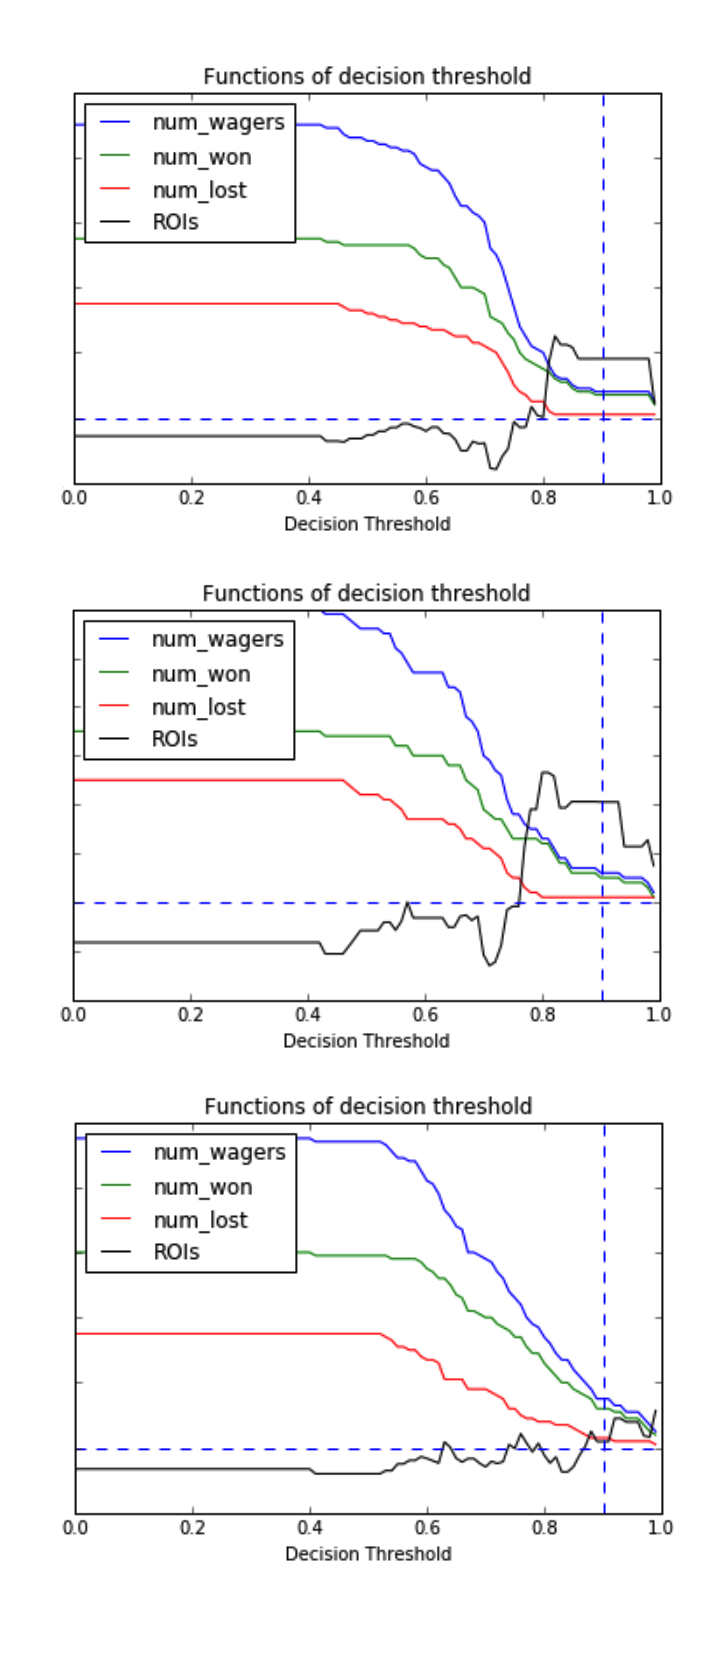 Functions of decision threshold
num_wagers
num_won
num_lost
ROIs
0.0 0.2 0.4 0.6 0.8 1.0
Decision Threshold
Functions of decision threshold
num_wagers
num_won
num_lost
ROIs
0.0 0.2 0.4 0.6 0.8 1.0
Decision Threshold
Functions of decision threshold
num_wagers
num_won
num_lost
ROIs
0.0 0.2 0.4 0.6 0.8 1.0
Decision Threshold